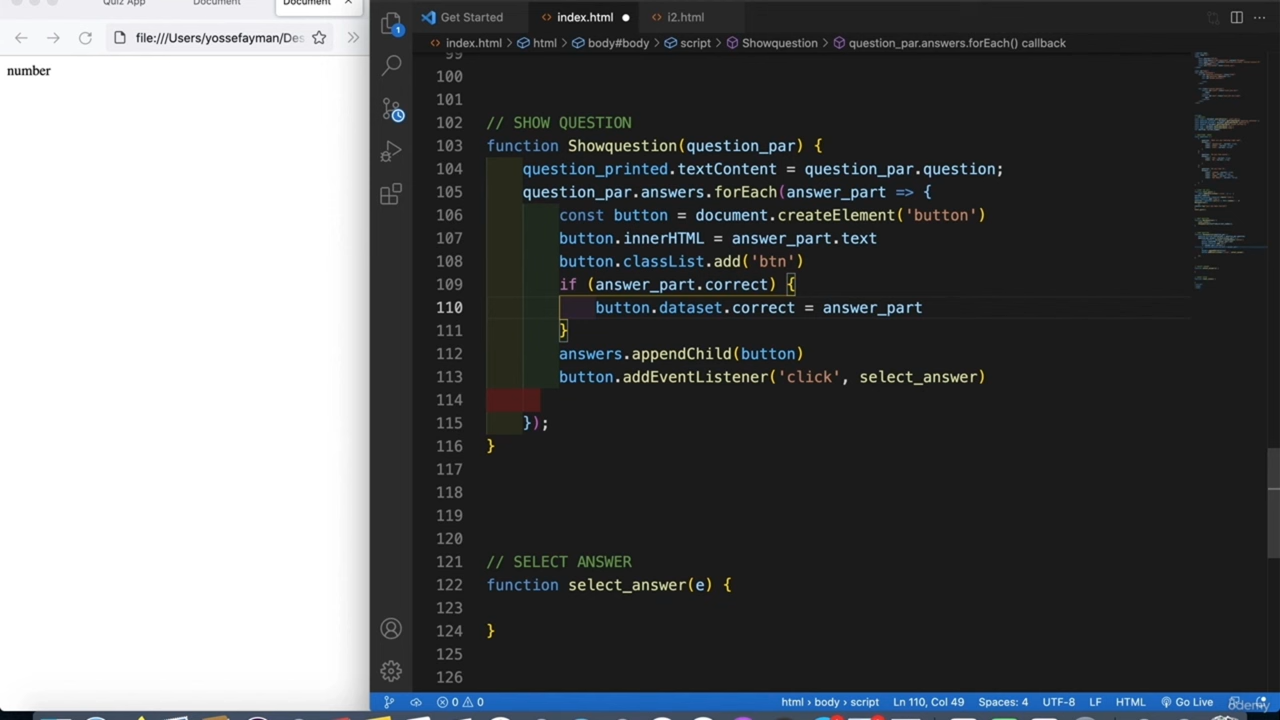 Quiz App
Document
Document
file:///Users/yossefayman/Des
number
Get Started
index.html
i2.html
index.html > html > body#body > script > Showquestion > question_par.answers.forEach() callback
99
100
101
102 // SHOW QUESTION
103 function Showquestion(question_par) {
104 question_printed.textContent = question_par.question;
105 question_par.answers.forEach(answer_part => {
106 const button = document.createElement('button')
107 button.innerHTML = answer_part.text
108 button.classList.add('btn')
109 if (answer_part.correct) {
110 button.dataset.correct = answer_part
111 }
112 answers.appendChild(button)
113 button.addEventListener('click', select_answer)
114
115 });
116 }
117
118
119
120
121 // SELECT ANSWER
122 function select_answer(e) {
123
124 }
125
126
1
0 0
html › body › script
Ln 110, Col 49
Spaces: 4
UTF-8
LF
HTML
Go Live
ûdemy